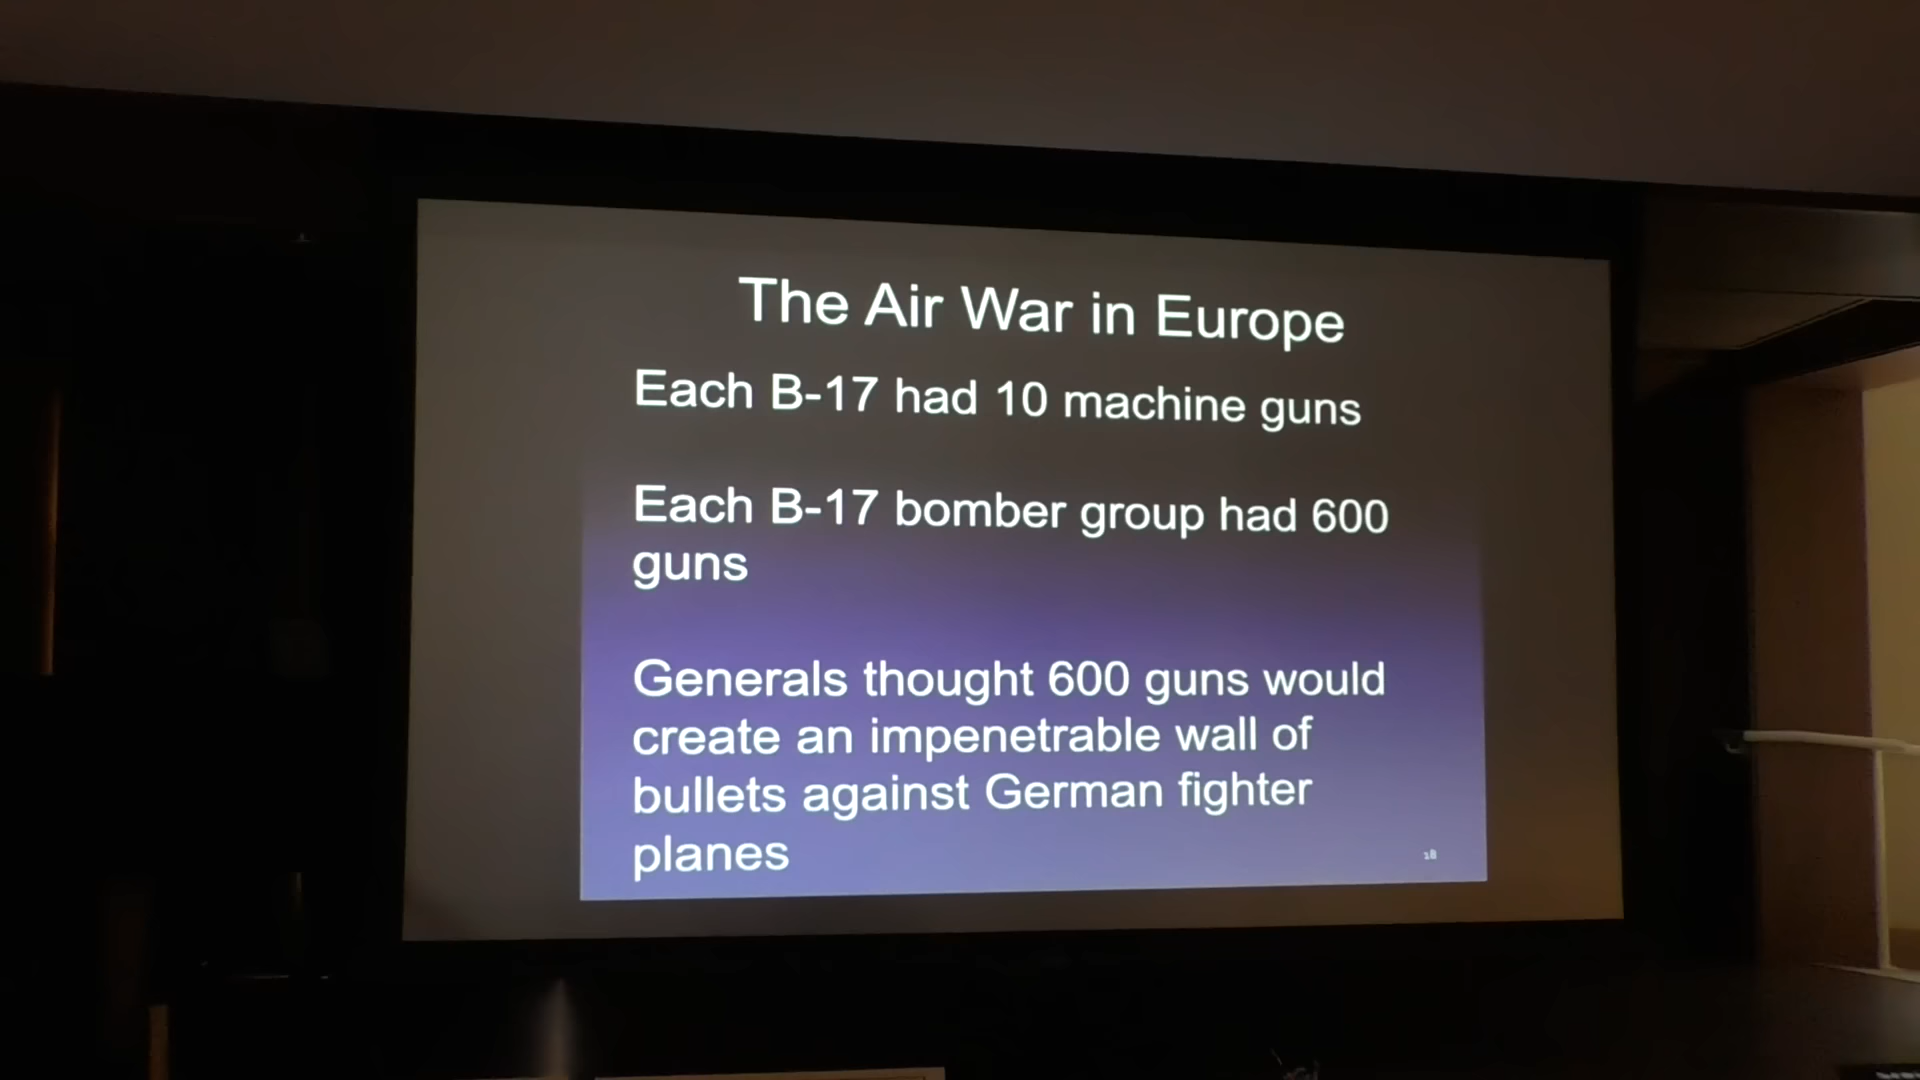 The Air War in Europe
Each B-17 had 10 machine guns
Each B-17 bomber group had 600
guns
Generals thought 600 guns would
create an impenetrable wall of
bullets against German fighter
planes
18